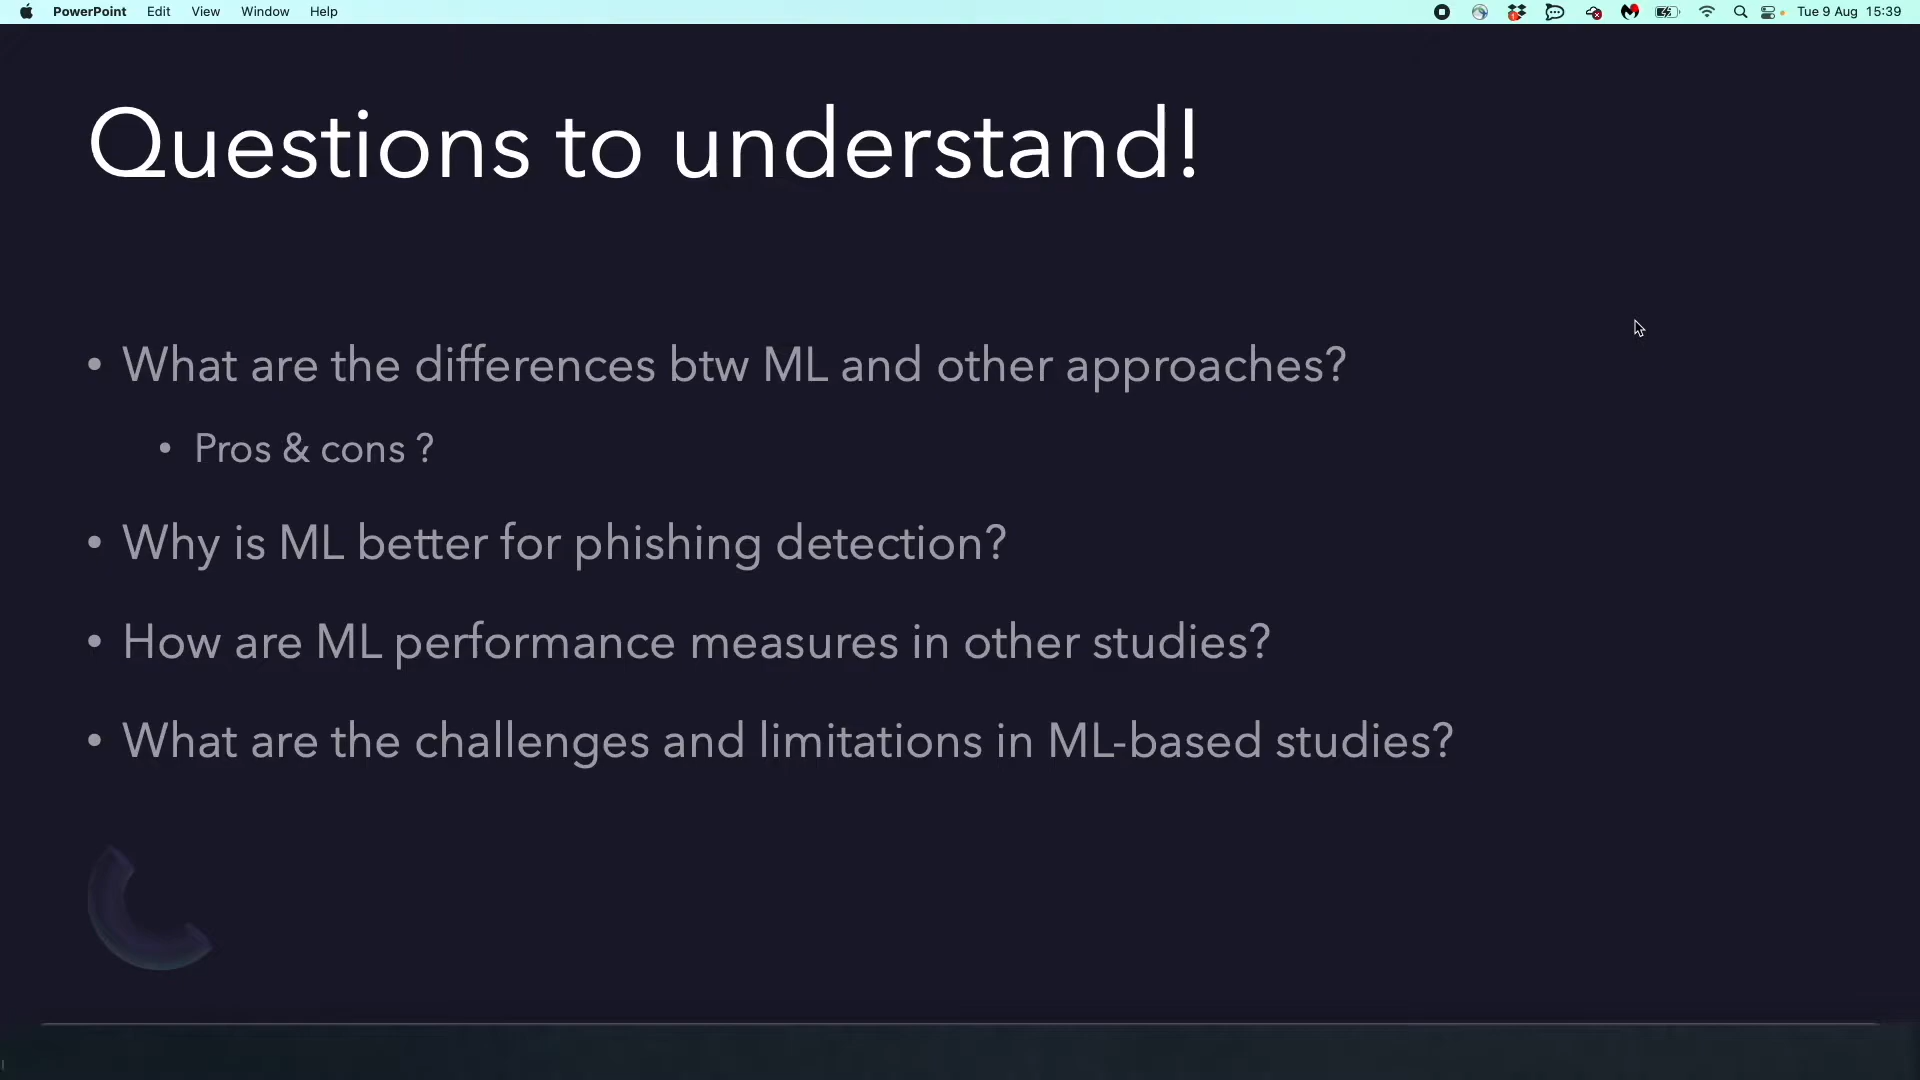 PowerPoint Edit View Window Help Tue 9 Aug 15:39
Questions to understand!
• What are the differences btw ML and other approaches?
• Pros & cons ?
• Why is ML better for phishing detection?
• How are ML performance measures in other studies?
• What are the challenges and limitations in ML-based studies?